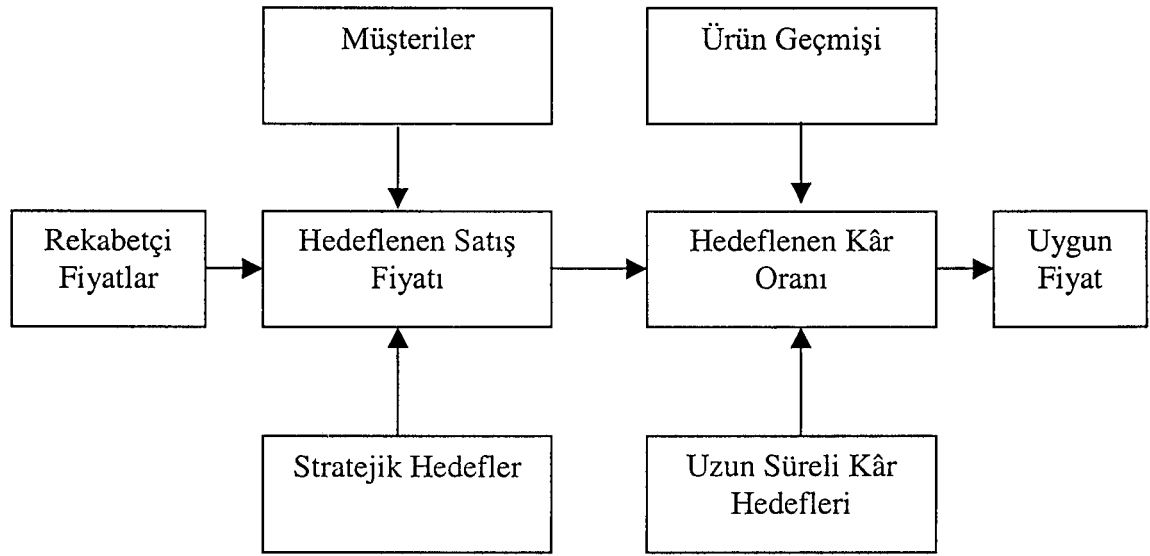 Müşteriler
Ürün Geçmişi
Rekabetçi
Fiyatlar
Hedeflenen Satış
Fiyatı
Hedeflenen Kâr
Oranı
Uygun
Fiyat
Stratejik Hedefler
Uzun Süreli Kâr
Hedefleri